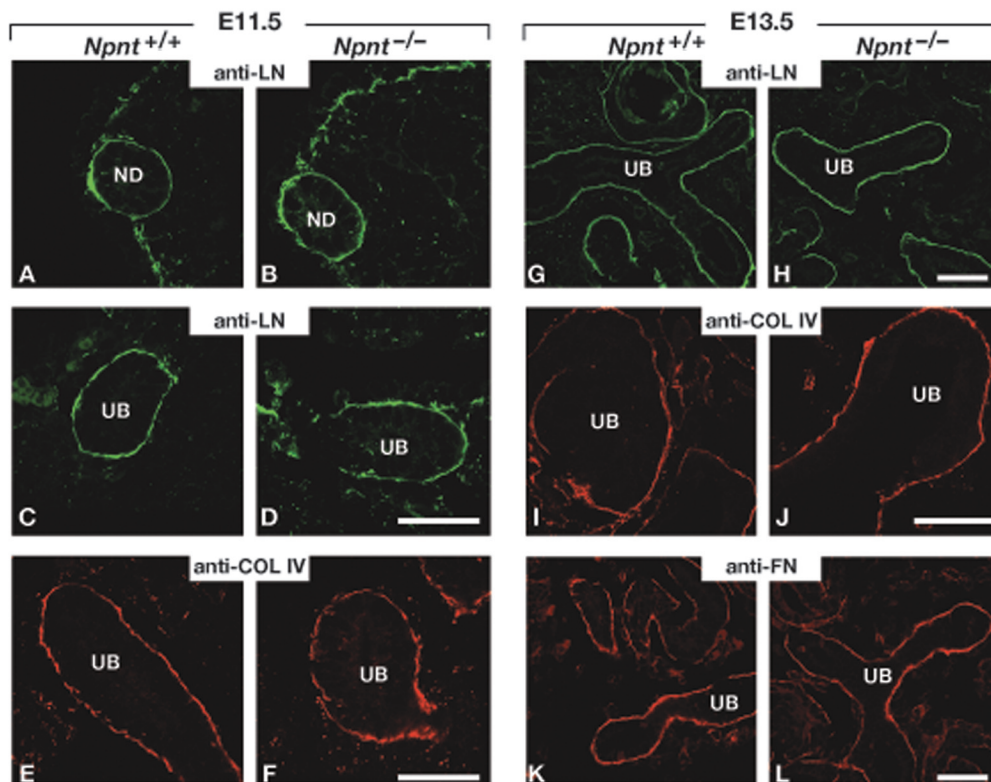 E11.5
E13.5
Npnt +/+
Npnt −/−
Npnt +/+
Npnt −/−
anti-LN
anti-LN
ND
ND
UB
UB
A
B
G
H
anti-LN
anti-COL IV
UB
UB
UB
UB
C
D
I
J
anti-COL IV
anti-FN
UB
UB
UB
UB
E
F
K
L